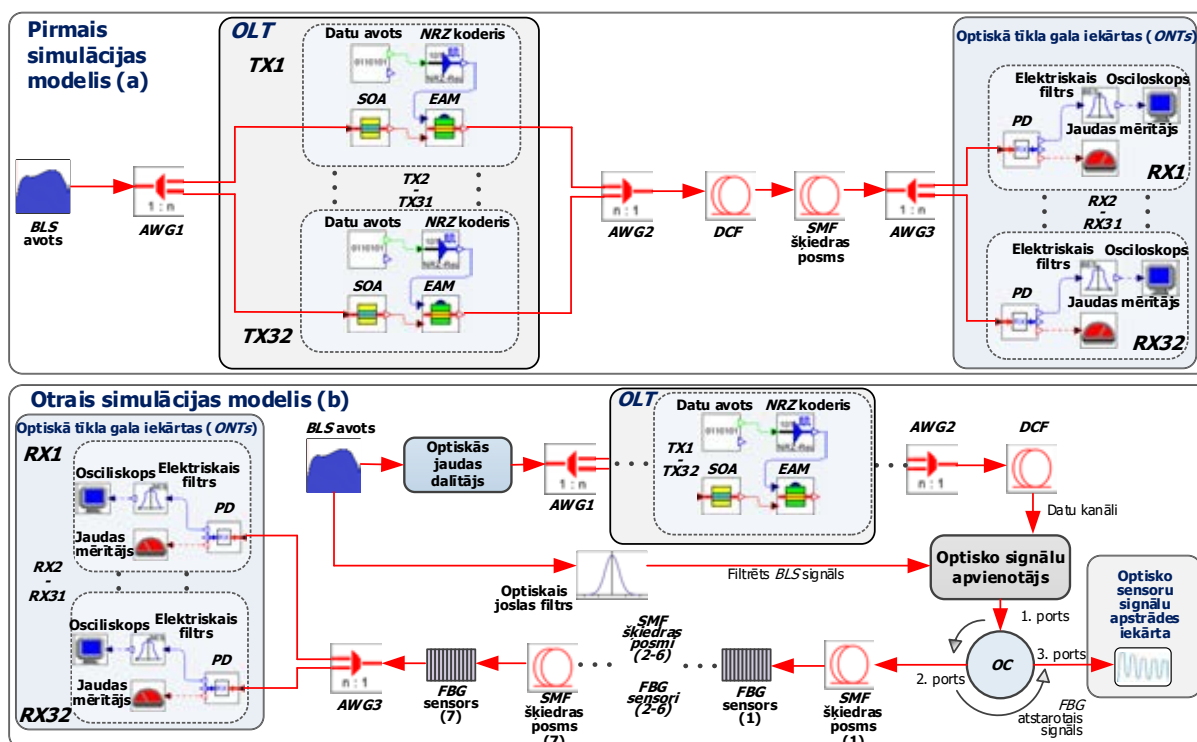 Pirmais
simulācijas
modelis (a)
OLT
TX1
Datu avots
NRZ koderis
0110101
SOA
EAM
BLS
avots
1 : n
AWG1
TX2
-
TX31
Datu avots
NRZ koderis
0110101
SOA
EAM
TX32
n : 1
AWG2
DCF
SMF
šķiedras
posms
1 : n
AWG3
Optiskā tīkla gala iekārtas (ONTs)
Elektriskais
filtrs
Osciloskops
PD
Jaudas mērītājs
RX1
RX2
-
RX31
Elektriskais
filtrs
Osciloskops
PD
Jaudas mērītājs
RX32
Otrais simulācijas modelis (b)
Optiskā tīkla gala iekārtas (ONTs)
RX1
Osciliskops
Elektriskais
filtrs
PD
Jaudas
mērītājs
RX2
-
RX31
Osciliskops
Elektriskais
filtrs
PD
Jaudas
mērītājs
RX32
BLS avots
Optiskās
jaudas
dalītājs
1 : n
AWG1
OLT
Datu avots
NRZ koderis
0110101
TX1
-
TX32
SOA
EAM
AWG2
n : 1
DCF
Datu kanāli
Optiskais
joslas filtrs
Filtrēts BLS signāls
Optisko signālu
apvienotājs
Optisko
sensoru
signālu
apstrādes
iekārta
1. ports
OC
2. ports
3. ports
FBG
atstarotais
signāls
SMF
šķiedras
posms
(1)
FBG
sensors
(1)
SMF
šķiedras
posmi
(2-6)
FBG
sensori
(2-6)
SMF
šķiedras
posms
(7)
FBG
sensors
(7)
n : 1
AWG3